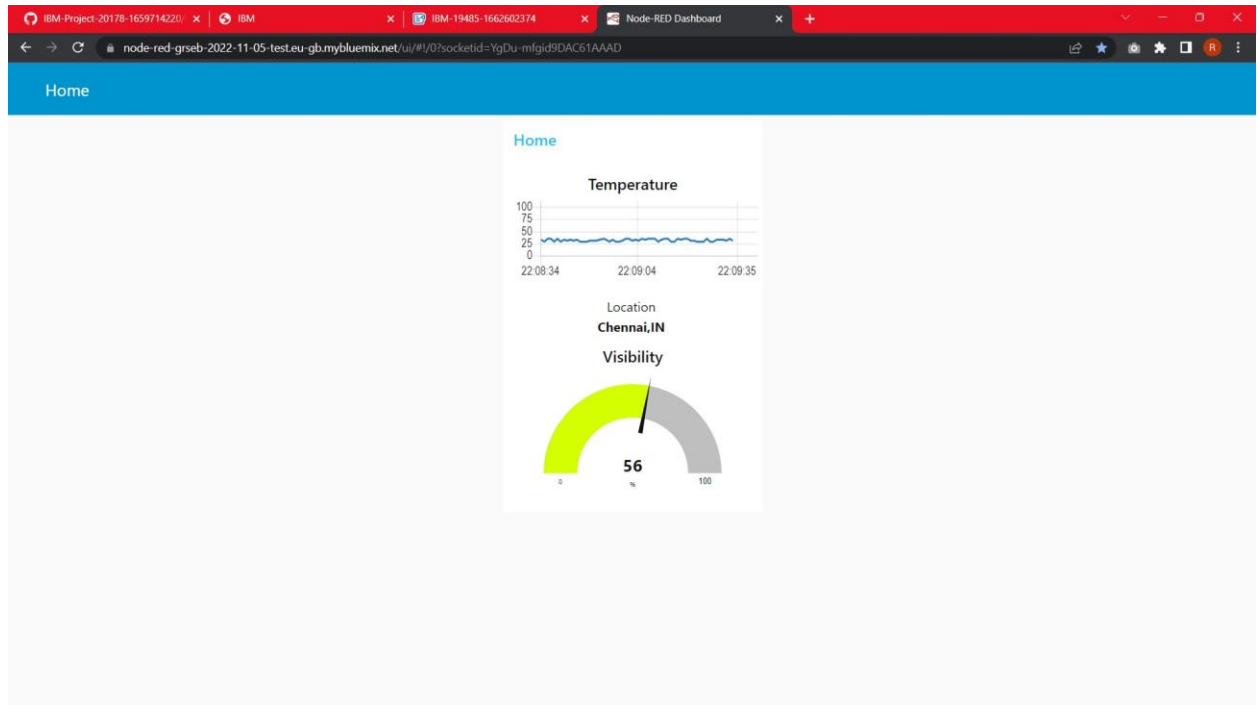 IBM-Project-20178-1659714220/
IBM
IBM-19485-1662602374
Node-RED Dashboard
node-red-grseb-2022-11-05-test.eu-gb.mybluemix.net/ui/#!/0?socketid=YgDu-mfgid9DAC61AAAD
R
Home
Home
Temperature
100
75
50
25
0
22:08:34 22:09:04 22:09:35
Location
Chennai,IN
Visibility
56
0 % 100